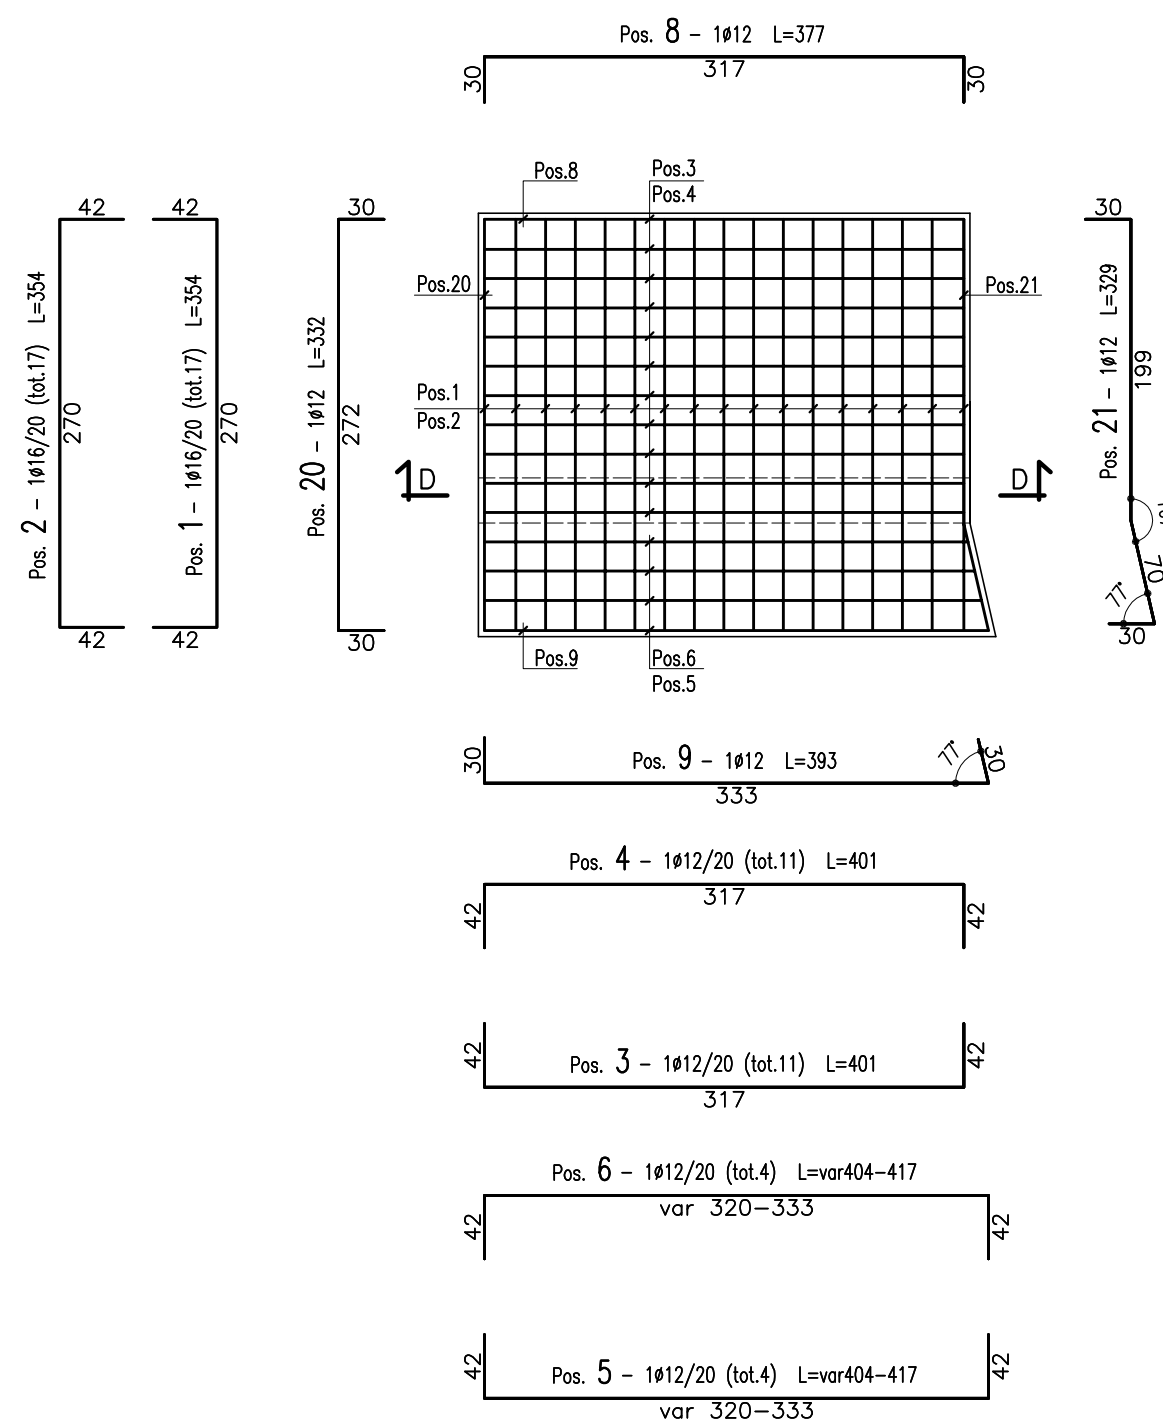 Pos. 8 - 1ø12 L=377
30
317
30
Pos.8
Pos.3
Pos.4
42
42
30
30
Pos.20
Pos.21
Pos. 2 - 1ø16/20 (tot.17) L=354
270
Pos. 1 - 1ø16/20 (tot.17) L=354
270
Pos. 20 - 1ø12 L=332
272
Pos. 21 - 1ø12 L=329
199
Pos.1
Pos.2
D
D
70
77°
30
42
42
30
Pos.9
Pos.6
Pos.5
30
Pos. 9 - 1ø12 L=393
77°
30
333
Pos. 4 - 1ø12/20 (tot.11) L=401
42
317
42
42
Pos. 3 - 1ø12/20 (tot.11) L=401
42
317
Pos. 6 - 1ø12/20 (tot.4) L=var404-417
42
var 320-333
42
42
Pos. 5 - 1ø12/20 (tot.4) L=var404-417
42
var 320-333